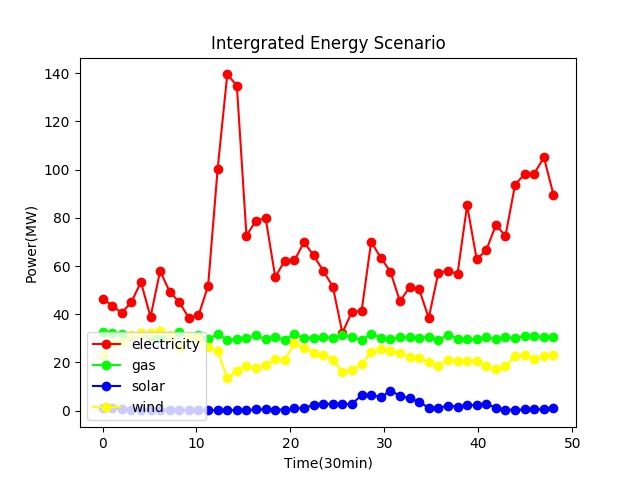 Intergrated Energy Scenario
Power(MW)
140
120
100
80
60
40
20
0
electricity
gas
solar
wind
0 10 20 30 40 50
Time(30min)